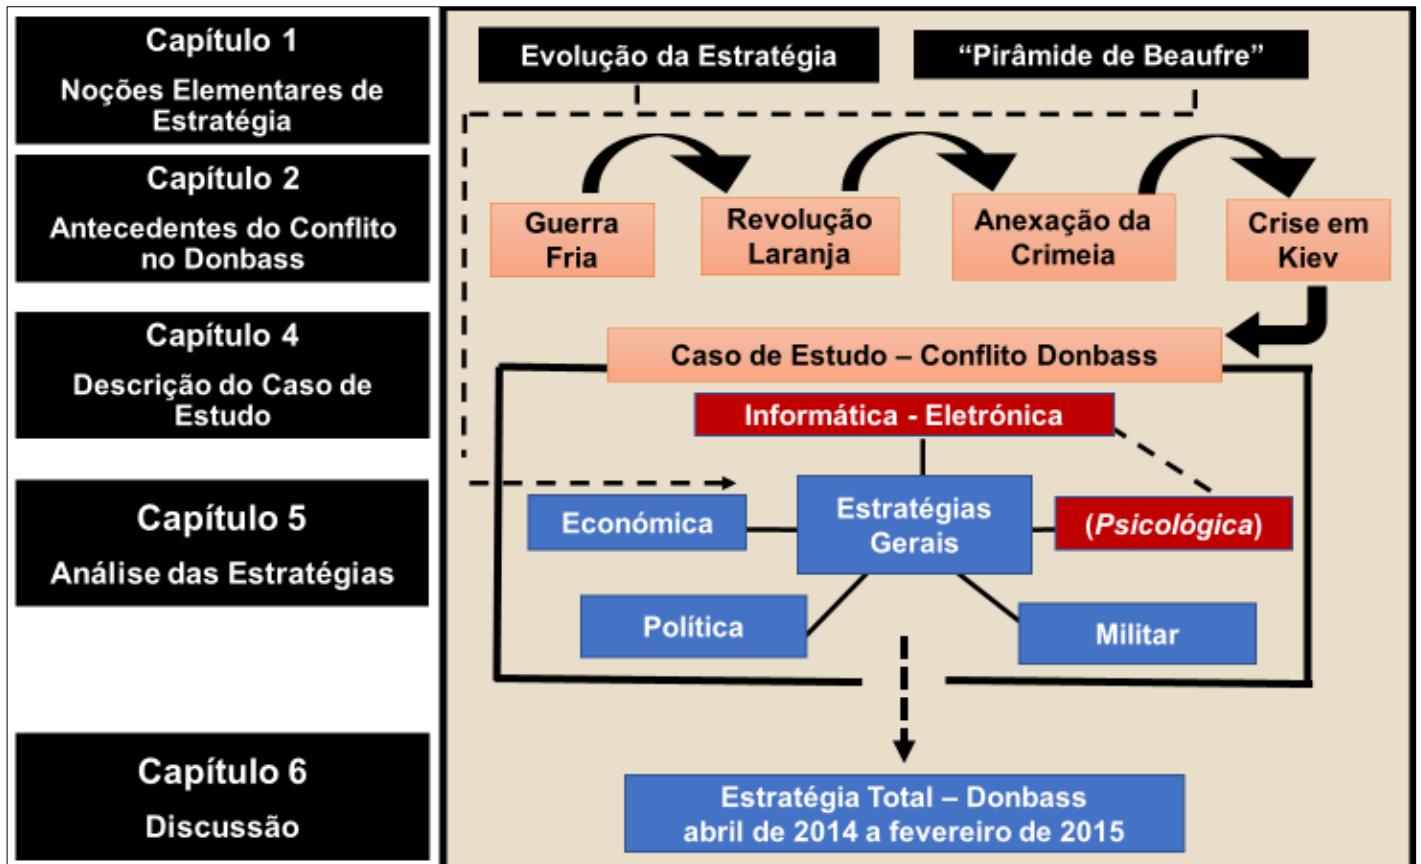 Capítulo 1
Noções Elementares de
Estratégia
Capítulo 2
Antecedentes do Conflito
no Donbass
Capítulo 4
Descrição do Caso de
Estudo
Capítulo 5
Análise das Estratégias
Capítulo 6
Discussão
Evolução da Estratégia
“Pirâmide de Beaufre”
Guerra
Fria
Revolução
Laranja
Anexação da
Crimeia
Crise em
Kiev
Caso de Estudo – Conflito Donbass
Informática - Eletrónica
Económica
Estratégias
Gerais
(Psicológica)
Política
Militar
Estratégia Total – Donbass
abril de 2014 a fevereiro de 2015